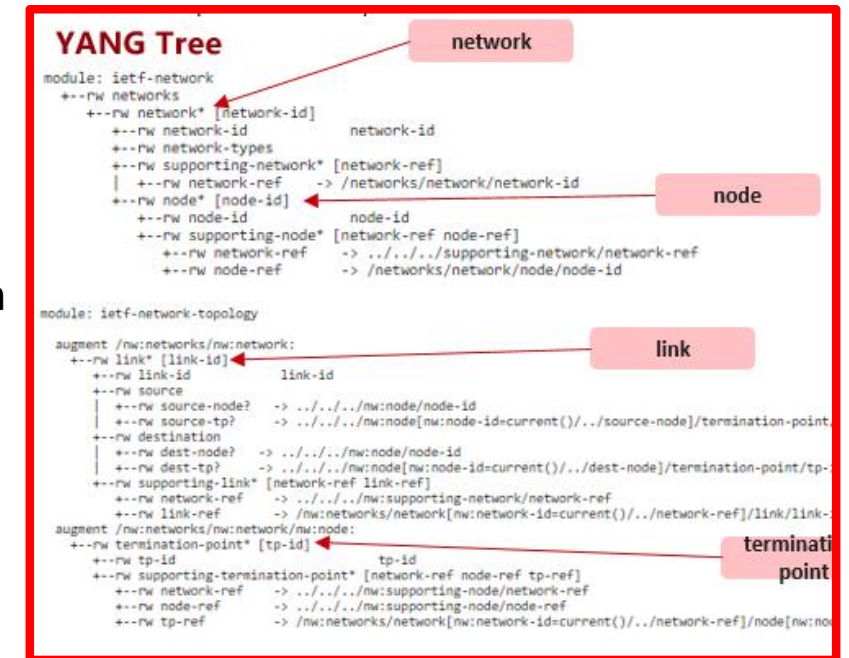 YANG Tree
network
module: ietf-network
+--rw networks
+--rw network* [network-id]
+--rw network-id network-id
+--rw network-types
+--rw supporting-network* [network-ref]
| +--rw network-ref -> /networks/network/network-id
+--rw node* [node-id]
node
+--rw node-id node-id
+--rw supporting-node* [network-ref node-ref]
+--rw network-ref -> ../../../supporting-network/network-ref
+--rw node-ref -> /networks/network/node/node-id
module: ietf-network-topology
augment /nw:networks/nw:network:
link
+--rw link* [link-id]
+--rw link-id link-id
+--rw source
| +--rw source-node? -> ../../../nw:node/node-id
| +--rw source-tp? -> ../../../nw:node[nw:node-id=current()/../source-node]/termination-point/
+--rw destination
| +--rw dest-node? -> ../../../nw:node/node-id
| +--rw dest-tp? -> ../../../nw:node[nw:node-id=current()/../dest-node]/termination-point/tp-
+--rw supporting-link* [network-ref link-ref]
+--rw network-ref -> ../../../nw:supporting-network/network-ref
+--rw link-ref -> /nw:networks/network[nw:network-id=current()/../network-ref]/link/link-
augment /nw:networks/nw:network/nw:node:
+--rw termination-point* [tp-id]
terminati
point
+--rw tp-id tp-id
+--rw supporting-termination-point* [network-ref node-ref tp-ref]
+--rw network-ref -> ../../../nw:supporting-node/network-ref
+--rw node-ref -> ../../../nw:supporting-node/node-ref
+--rw tp-ref -> /nw:networks/network[nw:network-id=current()/../network-ref]/node[nw:no